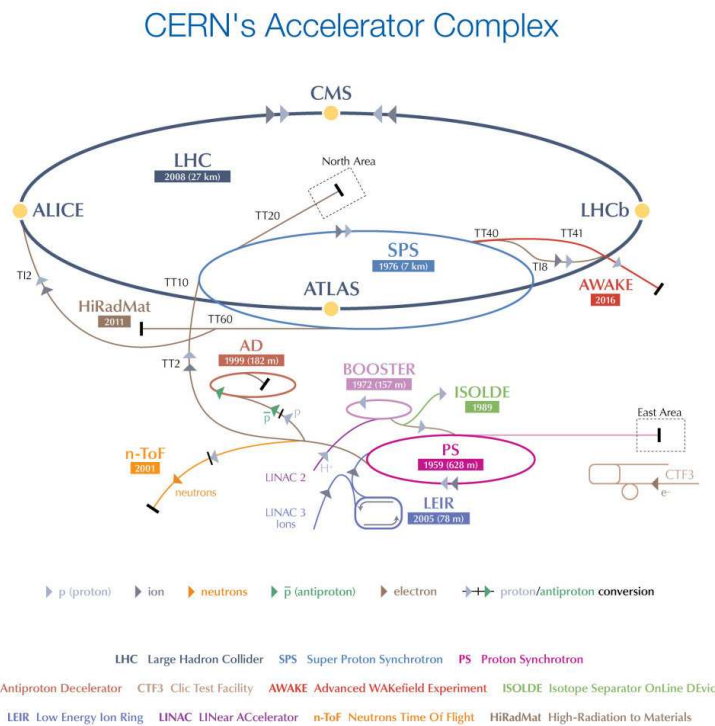 CERN's Accelerator Complex
CMS
LHC
2008 (27 km)
North Area
ALICE
LHCb
TT20
TT40
TT41
SPS
1976 (7 km)
TI2
TT10
TI8
ATLAS
AWAKE
2016
HiRadMat
2011
TT60
AD
1999 (182 m)
TT2
BOOSTER
1972 (157 m)
ISOLDE
1989
p̅
p
East Area
n-ToF
2001
PS
1959 (628 m)
H⁺
LINAC 2
neutrons
CTF3
e⁻
LEIR
2005 (78 m)
LINAC 3
Ions
p (proton) ion neutrons p̅ (antiproton) electron proton/antiproton conversion
LHC Large Hadron Collider SPS Super Proton Synchrotron PS Proton Synchrotron
Antiproton Decelerator CTF3 Clic Test Facility AWAKE Advanced WAKefield Experiment ISOLDE Isotope Separator OnLine DEvic
LEIR Low Energy Ion Ring LINAC LINear ACcelerator n-ToF Neutrons Time Of Flight HiRadMat High-Radiation to Materials